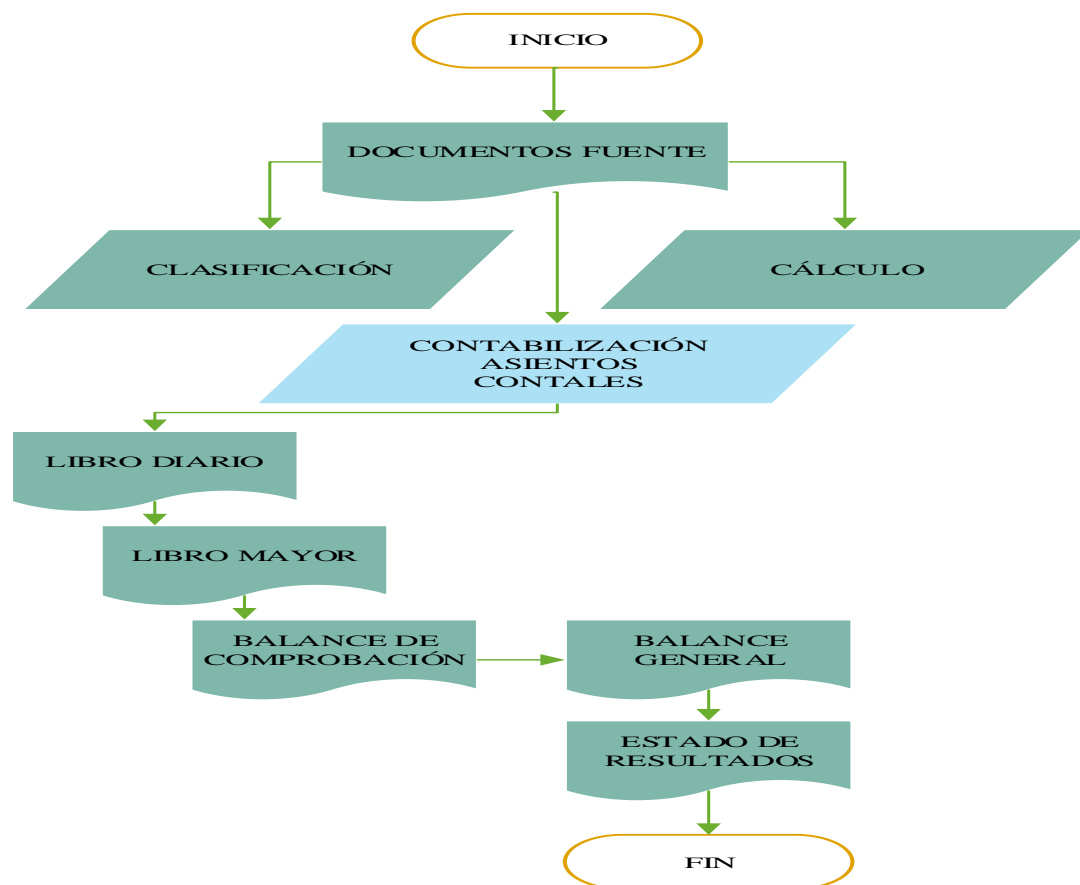 INICIO
DOCUMENTOS FUENTE
CLASIFICACIÓN
CÁLCULO
CONTABILIZACIÓN
ASIENTOS
CONTALES
LIBRO DIARIO
LIBRO MAYOR
BALANCE DE
COMPROBACIÓN
BALANCE
GENERAL
ESTADO DE
RESULTADOS
FIN